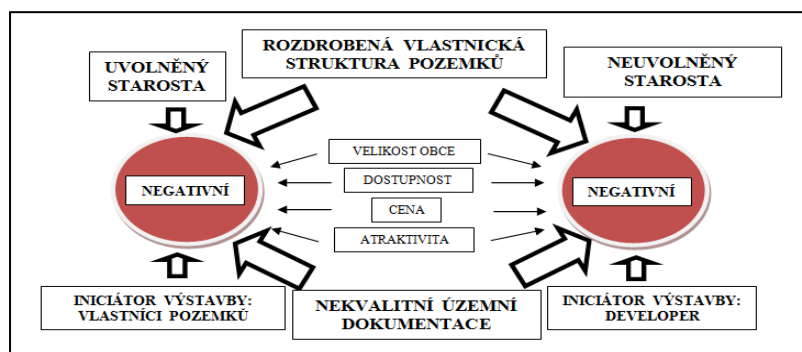 ROZDROBENÁ VLASTNICKÁ
STRUKTURA POZEMKŮ
UVOLNĚNÝ
STAROSTA
NEUVOLNĚNÝ
STAROSTA
VELIKOST OBCE
DOSTUPNOST
NEGATIVNÍ
NEGATIVNÍ
CENA
ATRAKTIVITA
INICIÁTOR VÝSTAVBY:
VLASTNÍCI POZEMKŮ
NEKVALITNÍ ÚZEMNÍ
DOKUMENTACE
INICIÁTOR VÝSTAVBY:
DEVELOPER